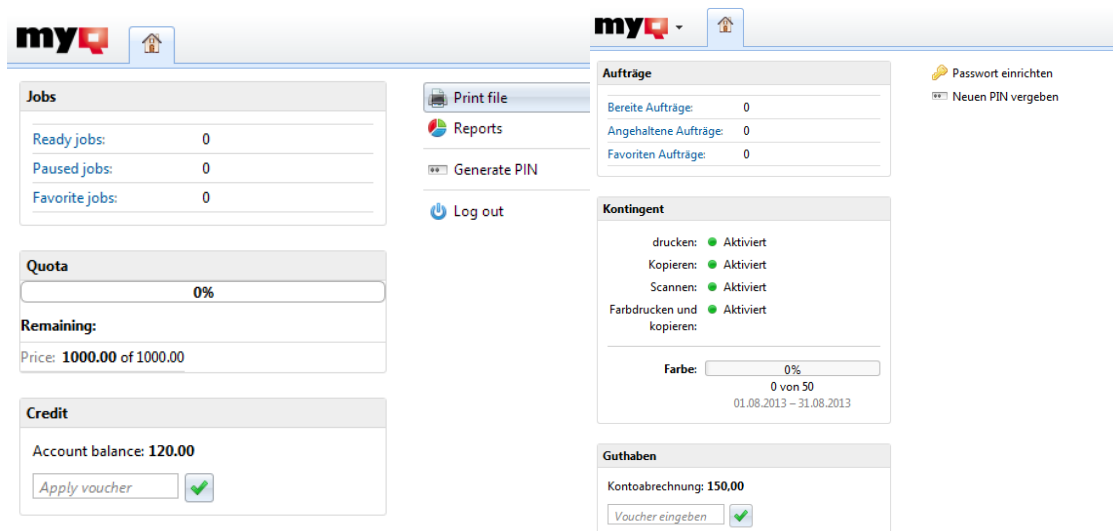 myQ
Jobs
Ready jobs: 0
Paused jobs: 0
Favorite jobs: 0
Quota
0%
Remaining:
Price: 1000.00 of 1000.00
Credit
Account balance: 120.00
Apply voucher
Print file
Reports
Generate PIN
Log out
myQ
Aufträge
Bereite Aufträge: 0
Angehaltene Aufträge: 0
Favoriten Aufträge: 0
Kontingent
drucken: Aktiviert
Kopieren: Aktiviert
Scannen: Aktiviert
Farbdrucken und Aktiviert
kopieren:
Farbe: 0%
0 von 50
01.08.2013 – 31.08.2013
Guthaben
Kontoabrechnung: 150,00
Voucher eingeben
Passwort einrichten
Neuen PIN vergeben